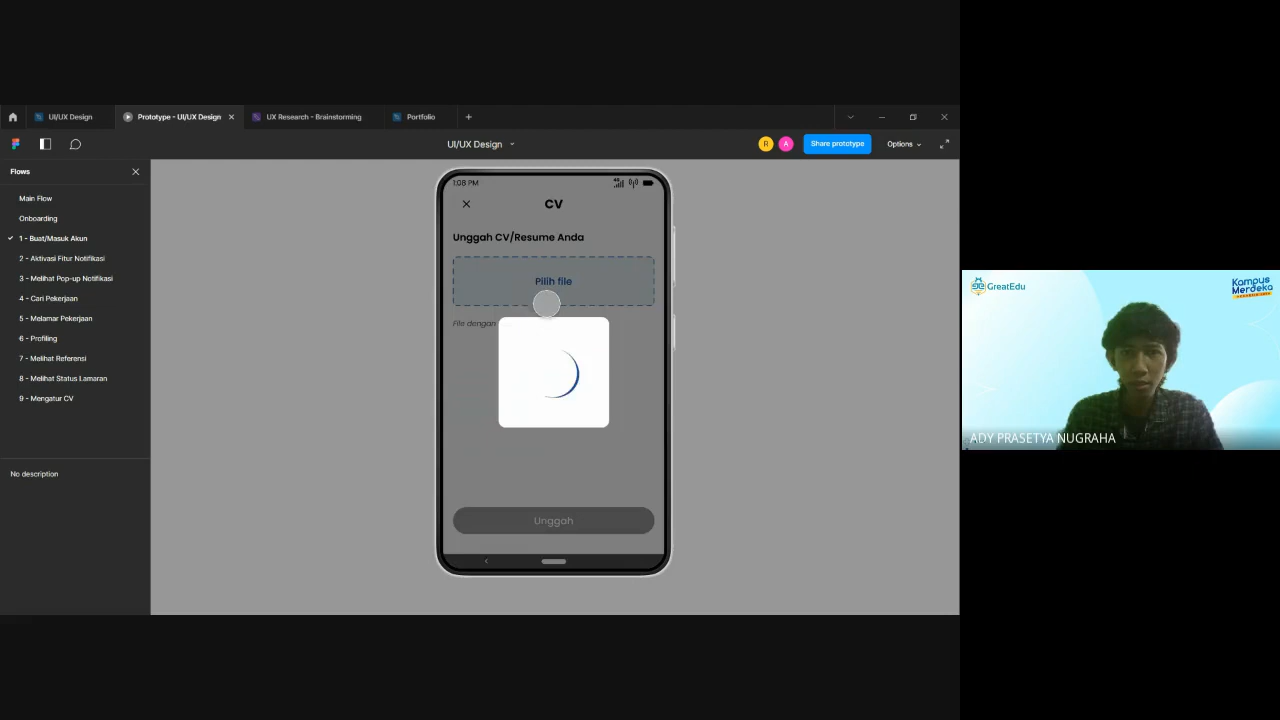 UI/UX Design
Prototype - UI/UX Design
UX Research - Brainstorming
Portfolio
UI/UX Design
R
A
Share prototype
Options
Flows
Main Flow
Onboarding
1 - Buat/Masuk Akun
2 - Aktivasi Fitur Notifikasi
3 - Melihat Pop-up Notifikasi
4 - Cari Pekerjaan
5 - Melamar Pekerjaan
6 - Profiling
7 - Melihat Referensi
8 - Melihat Status Lamaran
9 - Mengatur CV
No description
1:08 PM
4G
CV
Unggah CV/Resume Anda
Pilih file
File dengan
Unggah
GreatEdu
Kampus
Merdeka
ADY PRASETYA NUGRAHA